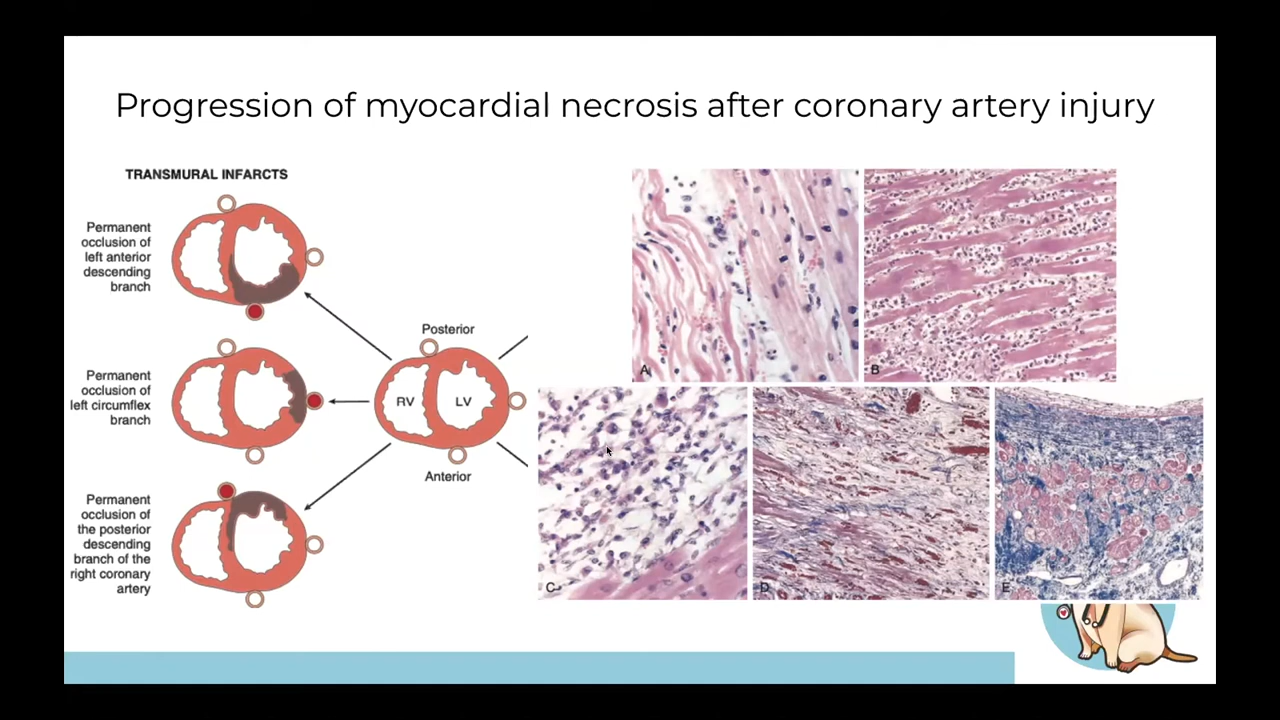 Progression of myocardial necrosis after coronary artery injury
TRANSMURAL INFARCTS
Permanent
occlusion of
left anterior
descending
branch
Permanent
occlusion of
left circumflex
branch
Permanent
occlusion of
the posterior
descending
branch of the
right coronary
artery
Posterior
RV
LV
Anterior
A
B
C
D
E